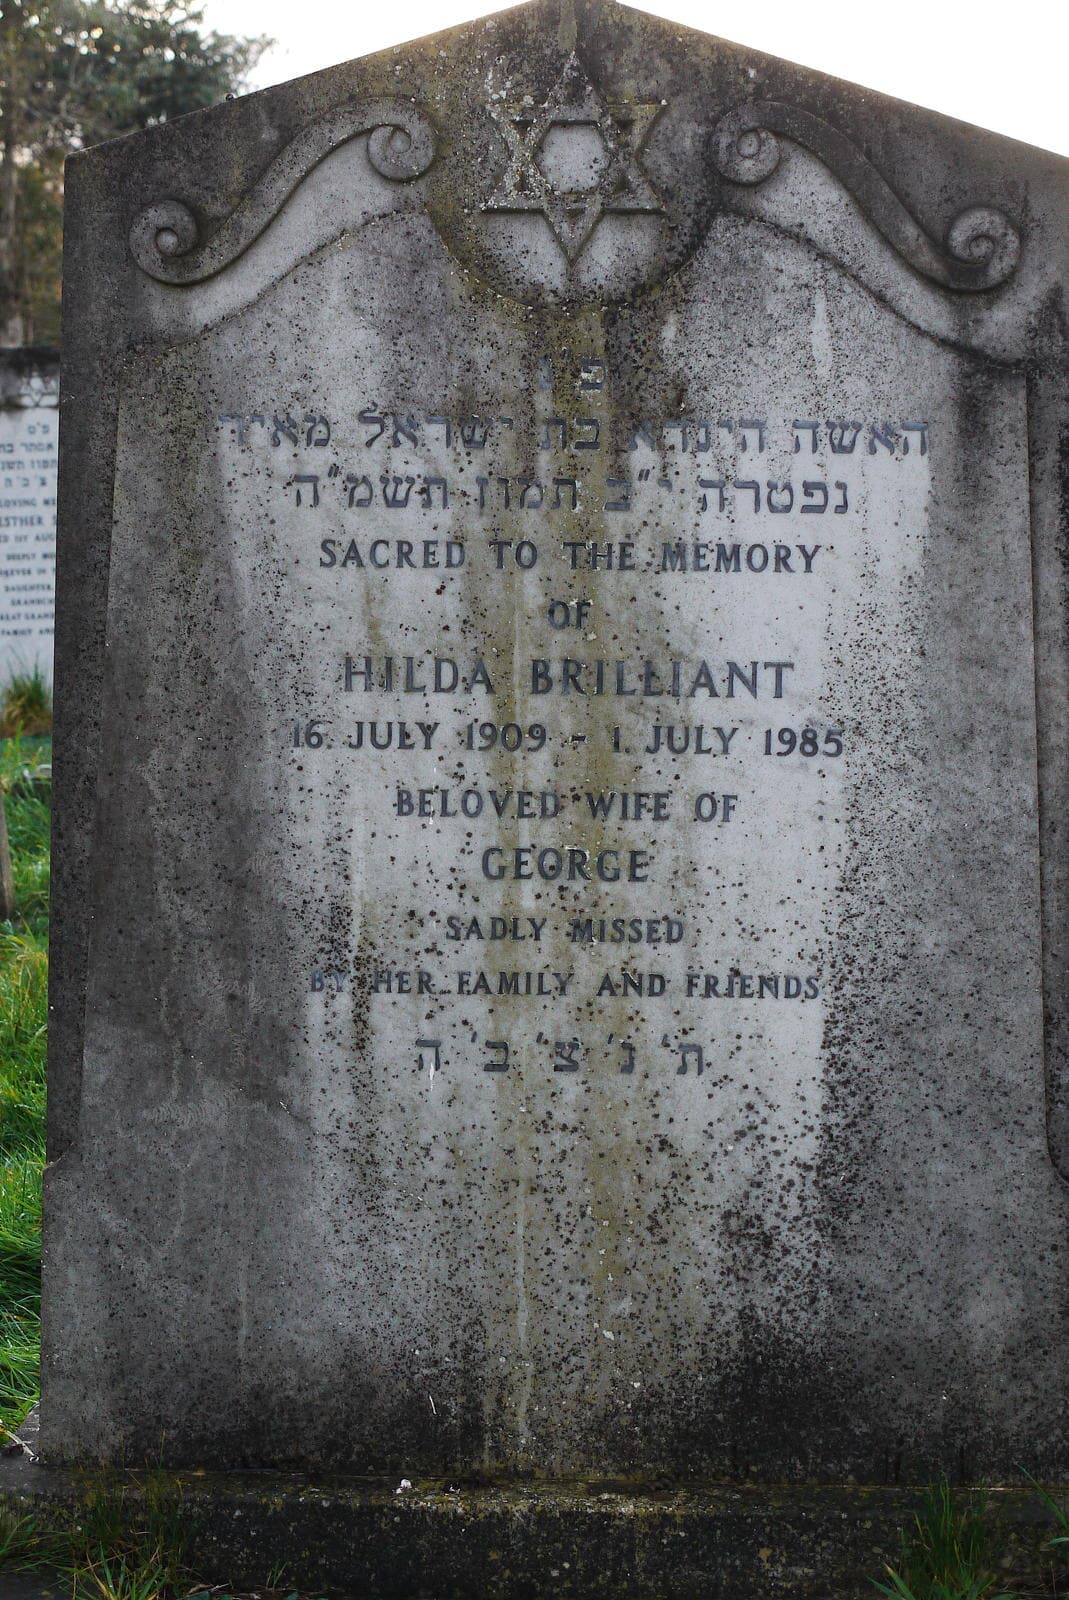 פ"נ
האשה הינדא בת ישראל מאיר
נפטרה י"ב תמוז תשמ"ה
SACRED TO THE MEMORY
OF
HILDA BRILLIANT
16. JULY 1909 - 1. JULY 1985
BELOVED WIFE OF
GEORGE
SADLY MISSED
BY HER FAMILY AND FRIENDS
ת' נ' צ' ב' ה